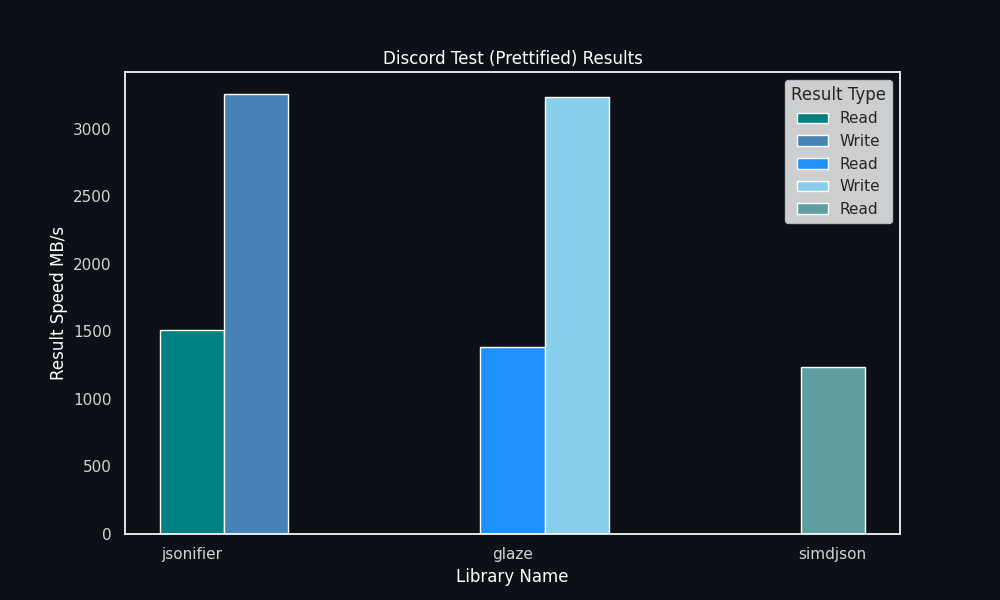 Discord Test (Prettified) Results
Result Type
Read
Write
Read
Write
Read
Result Speed MB/s
3000
2500
2000
1500
1000
500
0
jsonifier glaze simdjson
Library Name